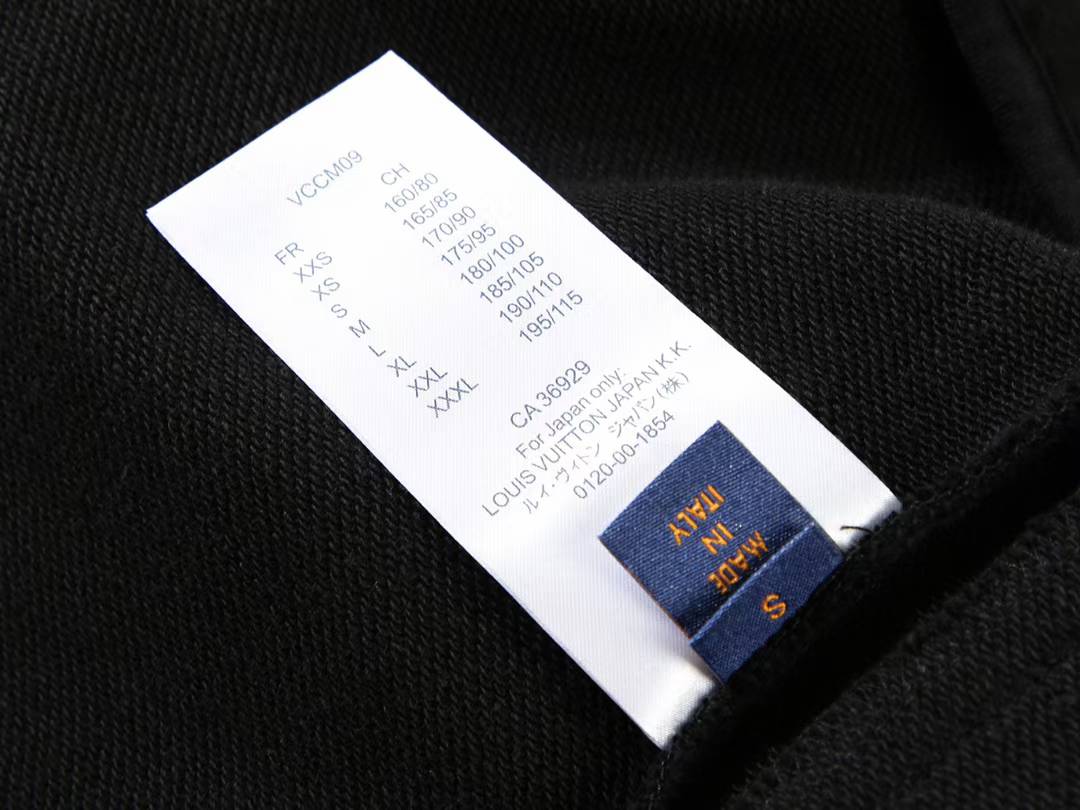 VCCM09
FR CH
XXS 160/80
XS 165/85
S 170/90
M 175/95
L 180/100
XL 185/105
XXL 190/110
XXXL 195/115
CA 36929
For Japan only:
LOUIS VUITTON JAPAN K.K.
ルイ・ヴィトン ジャパン(株)
0120-00-1854
S
MADE
IN
ITALY